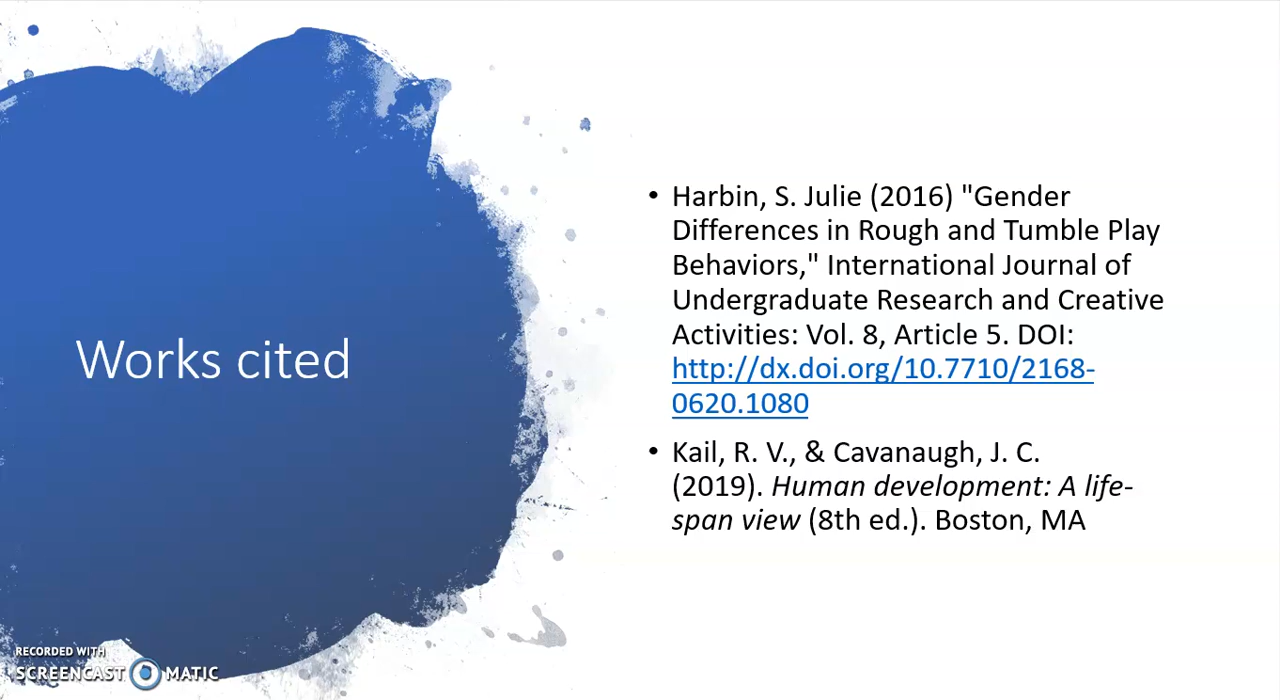 Works cited
• Harbin, S. Julie (2016) "Gender
Differences in Rough and Tumble Play
Behaviors," International Journal of
Undergraduate Research and Creative
Activities: Vol. 8, Article 5. DOI:
http://dx.doi.org/10.7710/2168-
0620.1080
• Kail, R. V., & Cavanaugh, J. C.
(2019). Human development: A life-
span view (8th ed.). Boston, MA
RECORDED WITH
SCREENCAST MATIC